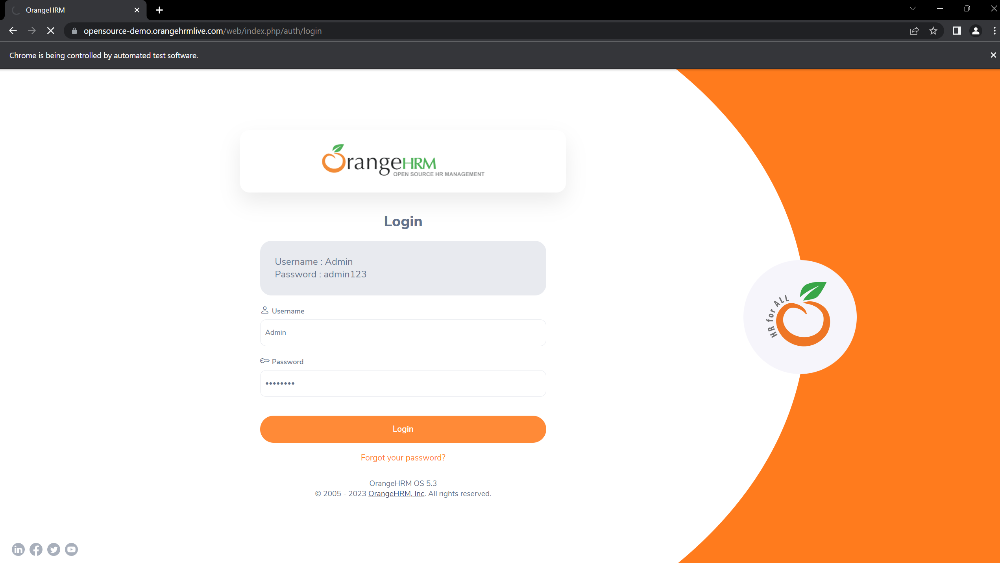 OrangeHRM
opensource-demo.orangehrmlive.com/web/index.php/auth/login
Chrome is being controlled by automated test software.
OrangeHRM
OPEN SOURCE HR MANAGEMENT
Login
Username : Admin
Password : admin123
Username
Admin
Password
••••••••
Login
Forgot your password?
OrangeHRM OS 5.3
© 2005 - 2023 OrangeHRM, Inc. All rights reserved.
HR for ALL
in